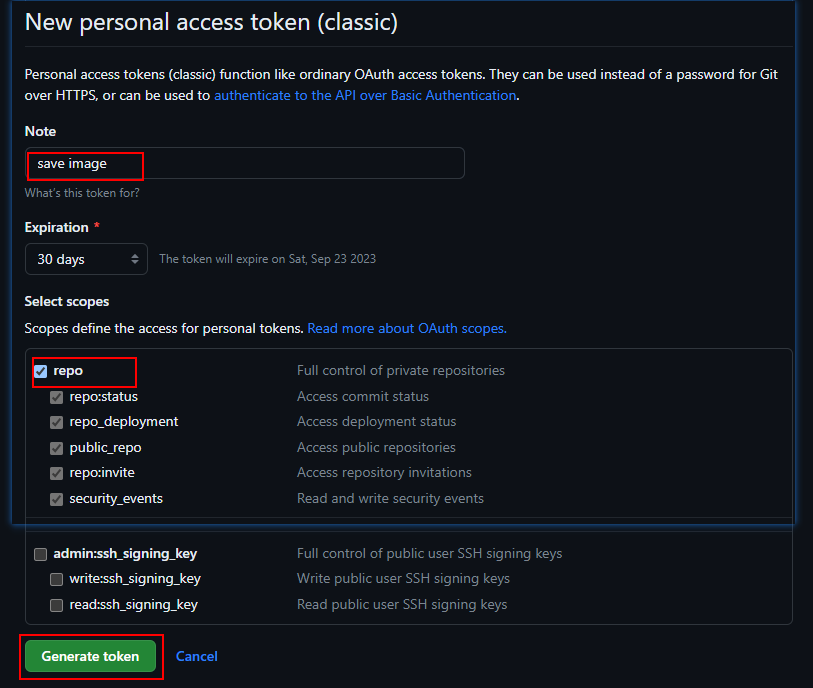 New personal access token (classic)
Personal access tokens (classic) function like ordinary OAuth access tokens. They can be used instead of a password for Git
over HTTPS, or can be used to authenticate to the API over Basic Authentication.
Note
save image
What's this token for?
Expiration *
30 days The token will expire on Sat, Sep 23 2023
Select scopes
Scopes define the access for personal tokens. Read more about OAuth scopes.
repo Full control of private repositories
repo:status Access commit status
repo_deployment Access deployment status
public_repo Access public repositories
repo:invite Access repository invitations
security_events Read and write security events
admin:ssh_signing_key Full control of public user SSH signing keys
write:ssh_signing_key Write public user SSH signing keys
read:ssh_signing_key Read public user SSH signing keys
Generate token Cancel